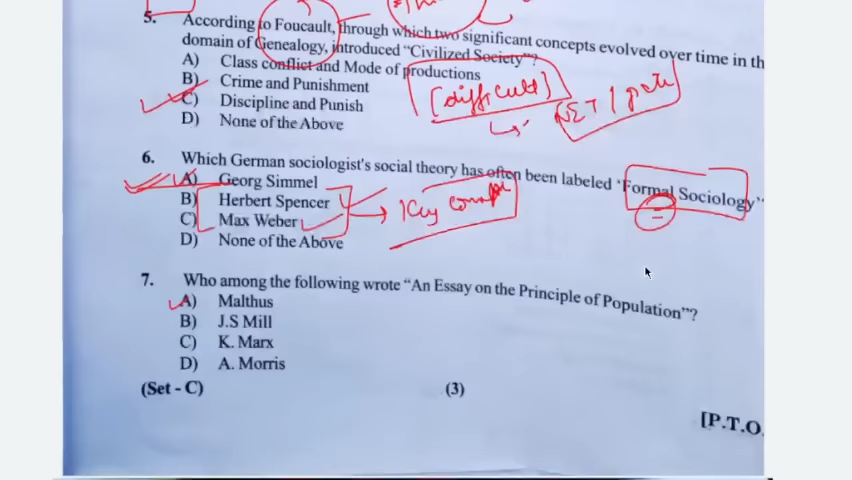 5. According to Foucault, through which two significant concepts evolved over time in th
domain of Genealogy, introduced "Civilized Society"?
A) Class conflict and Mode of productions
B) Crime and Punishment
C) Discipline and Punish
D) None of the Above
[difficult]
NET /
6. Which German sociologist's social theory has often been labeled 'Formal Sociology''
A) Georg Simmel
B) Herbert Spencer
C) Max Weber
D) None of the Above
Key
7. Who among the following wrote "An Essay on the Principle of Population"?
A) Malthus
B) J.S Mill
C) K. Marx
D) A. Morris
(Set - C) (3)
[P.T.O.